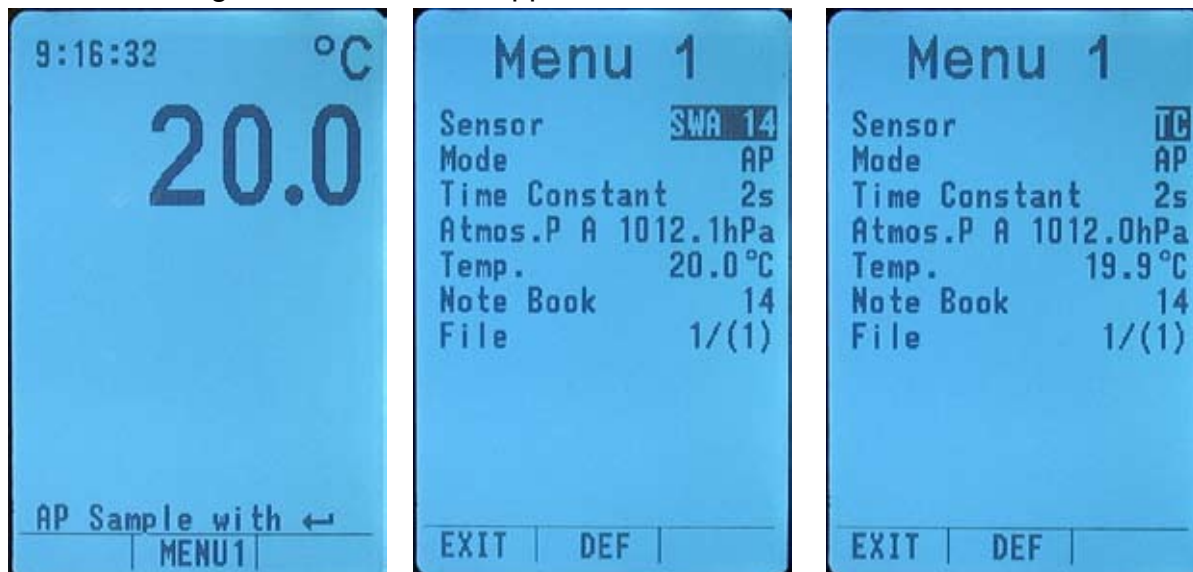 9:16:32 °C
20.0
AP Sample with ↵
MENU1
Menu 1
Sensor SWA 14
Mode AP
Time Constant 2s
Atmos.P A 1012.1hPa
Temp. 20.0°C
Note Book 14
File 1/(1)
EXIT DEF
Menu 1
Sensor TC
Mode AP
Time Constant 2s
Atmos.P A 1012.0hPa
Temp. 19.9°C
Note Book 14
File 1/(1)
EXIT DEF